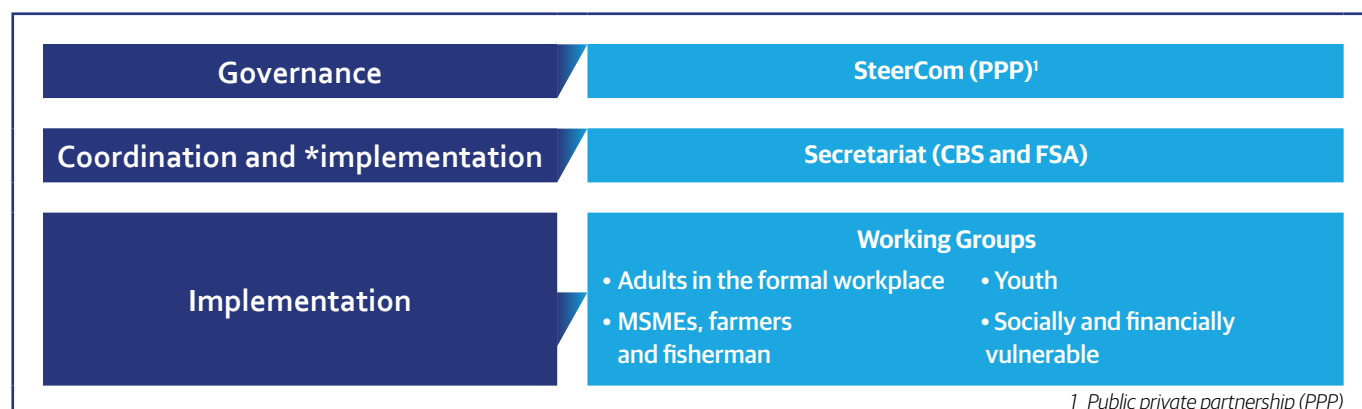 Governance
SteerCom (PPP)¹
Coordination and *implementation
Secretariat (CBS and FSA)
Implementation
Working Groups
• Adults in the formal workplace
• MSMEs, farmers
and fisherman
• Youth
• Socially and financially
vulnerable
1 Public private partnership (PPP)